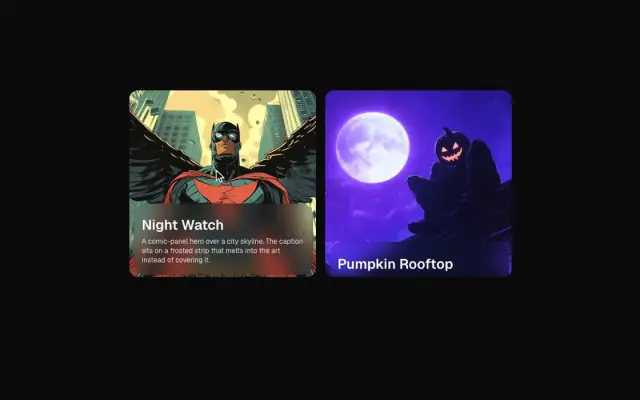 Night Watch
A comic-panel hero over a city skyline. The caption
sits on a frosted strip that melts into the art
instead of covering it.
Pumpkin Rooftop